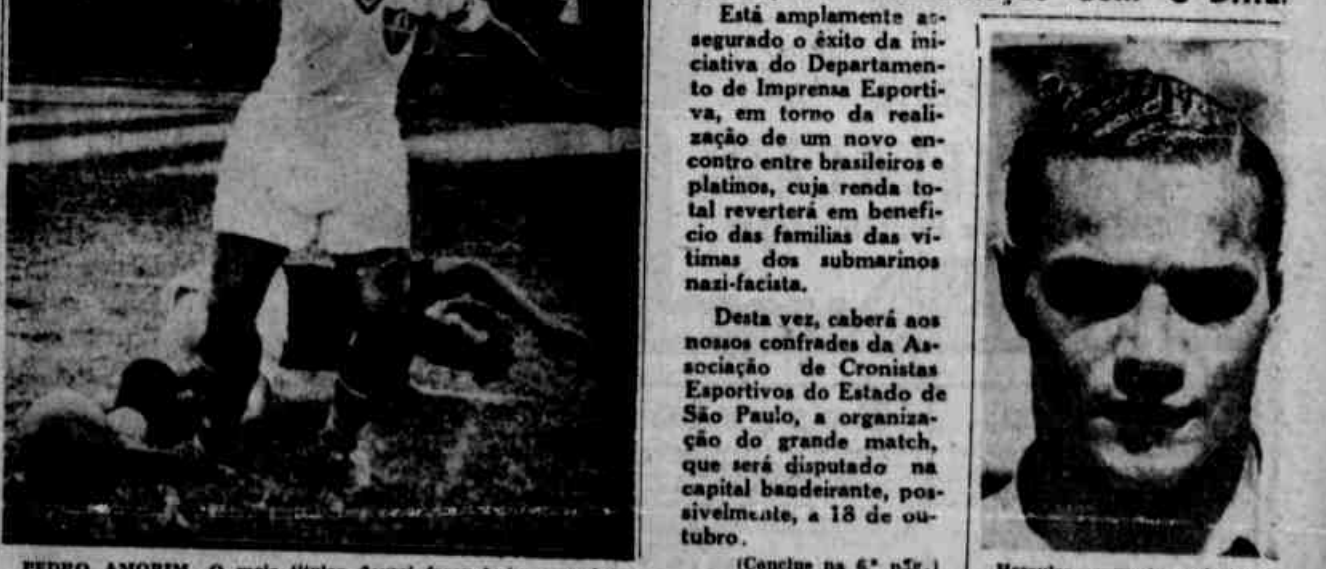 Está amplamente as-
segurado o êxito da ini-
ciativa do Departamen-
to de Imprensa Esporti-
va, em torno da reali-
zação de um novo en-
contro entre brasileiros e
platinos, cuja renda to-
tal reverterá em benefí-
cio das familias das ví-
timas dos submarinos
nazi-facista.
Desta vez, caberá aos
nossos confrades da As-
sociação de Cronistas
Esportivos do Estado de
São Paulo, a organiza-
ção do grande match,
que será disputado na
capital bandeirante, pos-
sivelmente, a 18 de ou-
tubro.
(Conclue na 6.ª pág.)
PEDRO AMORIM